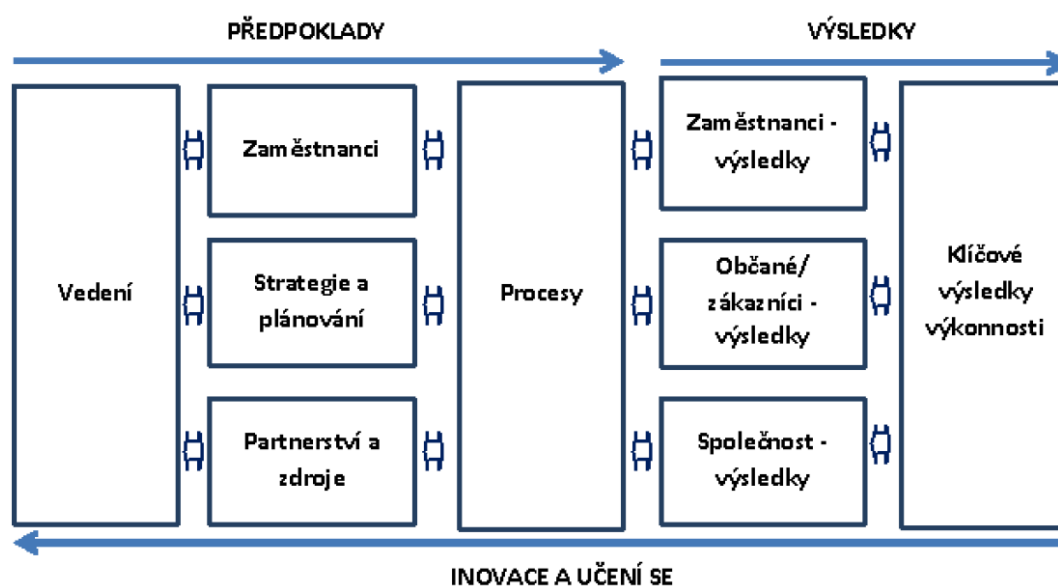 PŘEDPOKLADY
VÝSLEDKY
Vedení
Zaměstnanci
Strategie a
plánování
Partnerství a
zdroje
Procesy
Zaměstnanci -
výsledky
Občané/
zákazníci -
výsledky
Společnost -
výsledky
Klíčové
výsledky
výkonnosti
INOVACE A UČENÍ SE